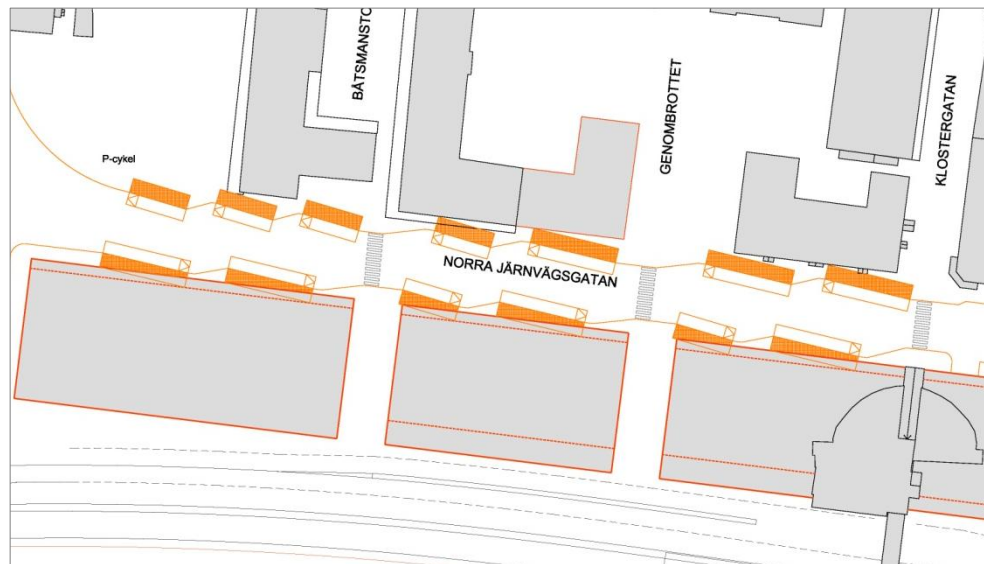 BÅTSMANSTO
GENOMBROTTET
KLOSTERGATAN
P-cykel
NORRA JÄRNVÄGSGATAN